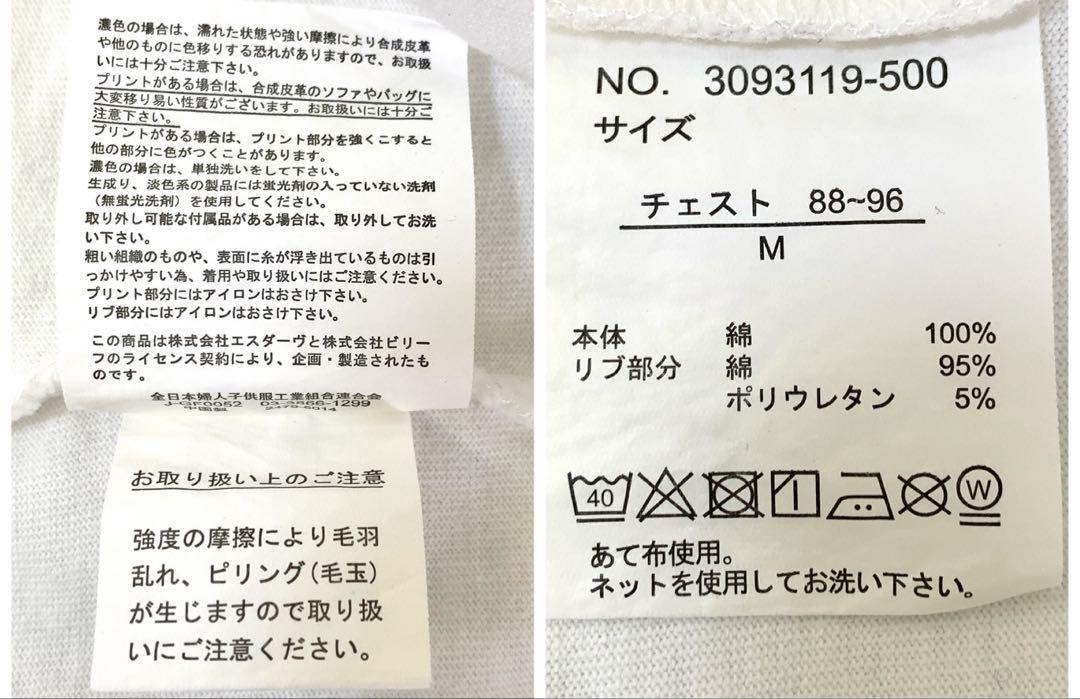 濃色の場合は、濡れた状態や強い摩擦により合成皮革
や他のものに色移りする恐れがありますので、お取扱
いには十分ご注意下さい。
プリントがある場合は、合成皮革のソファやバッグに
大変移り易い性質がございます。お取扱いには十分ご
注意下さい。
プリントがある場合は、プリント部分を強くこすると
他の部分に色がつくことがあります。
濃色の場合は、単独洗いをして下さい。
生成り、淡色系の製品には蛍光剤の入っていない洗剤
（無蛍光洗剤）を使用してください。
取り外し可能な付属品がある場合は、取り外してお洗
い下さい。
粗い組織のものや、表面に糸が浮き出ているものは引
っかけやすい為、着用や取り扱いにはご注意ください。
プリント部分にはアイロンはおさけ下さい。
リブ部分にはアイロンはおさけ下さい。
この商品は株式会社エスダーヴと株式会社ビリー
フのライセンス契約により、企画・製造されたも
のです。
全日本婦人子供服工業組合連合会
J-GF0052 03-3866-1299
中国製
お取り扱い上のご注意
強度の摩擦により毛羽
乱れ、ピリング(毛玉)
が生じますので取り扱
いにご注意ください。
NO. 3093119-500
サイズ
チェスト 88~96
M
本体 綿 100%
リブ部分 綿 95%
ポリウレタン 5%
40 W
あて布使用。
ネットを使用してお洗い下さい。